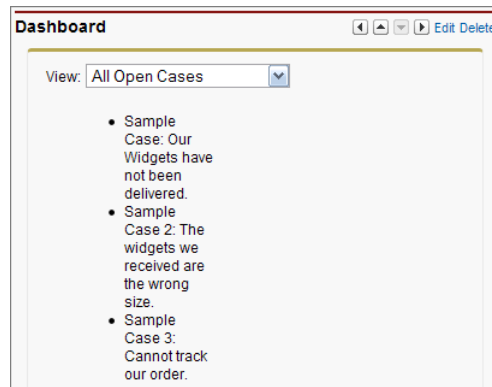 Dashboard Edit Delete
View: All Open Cases
• Sample
Case: Our
Widgets have
not been
delivered.
• Sample
Case 2: The
widgets we
received are
the wrong
size.
• Sample
Case 3:
Cannot track
our order.